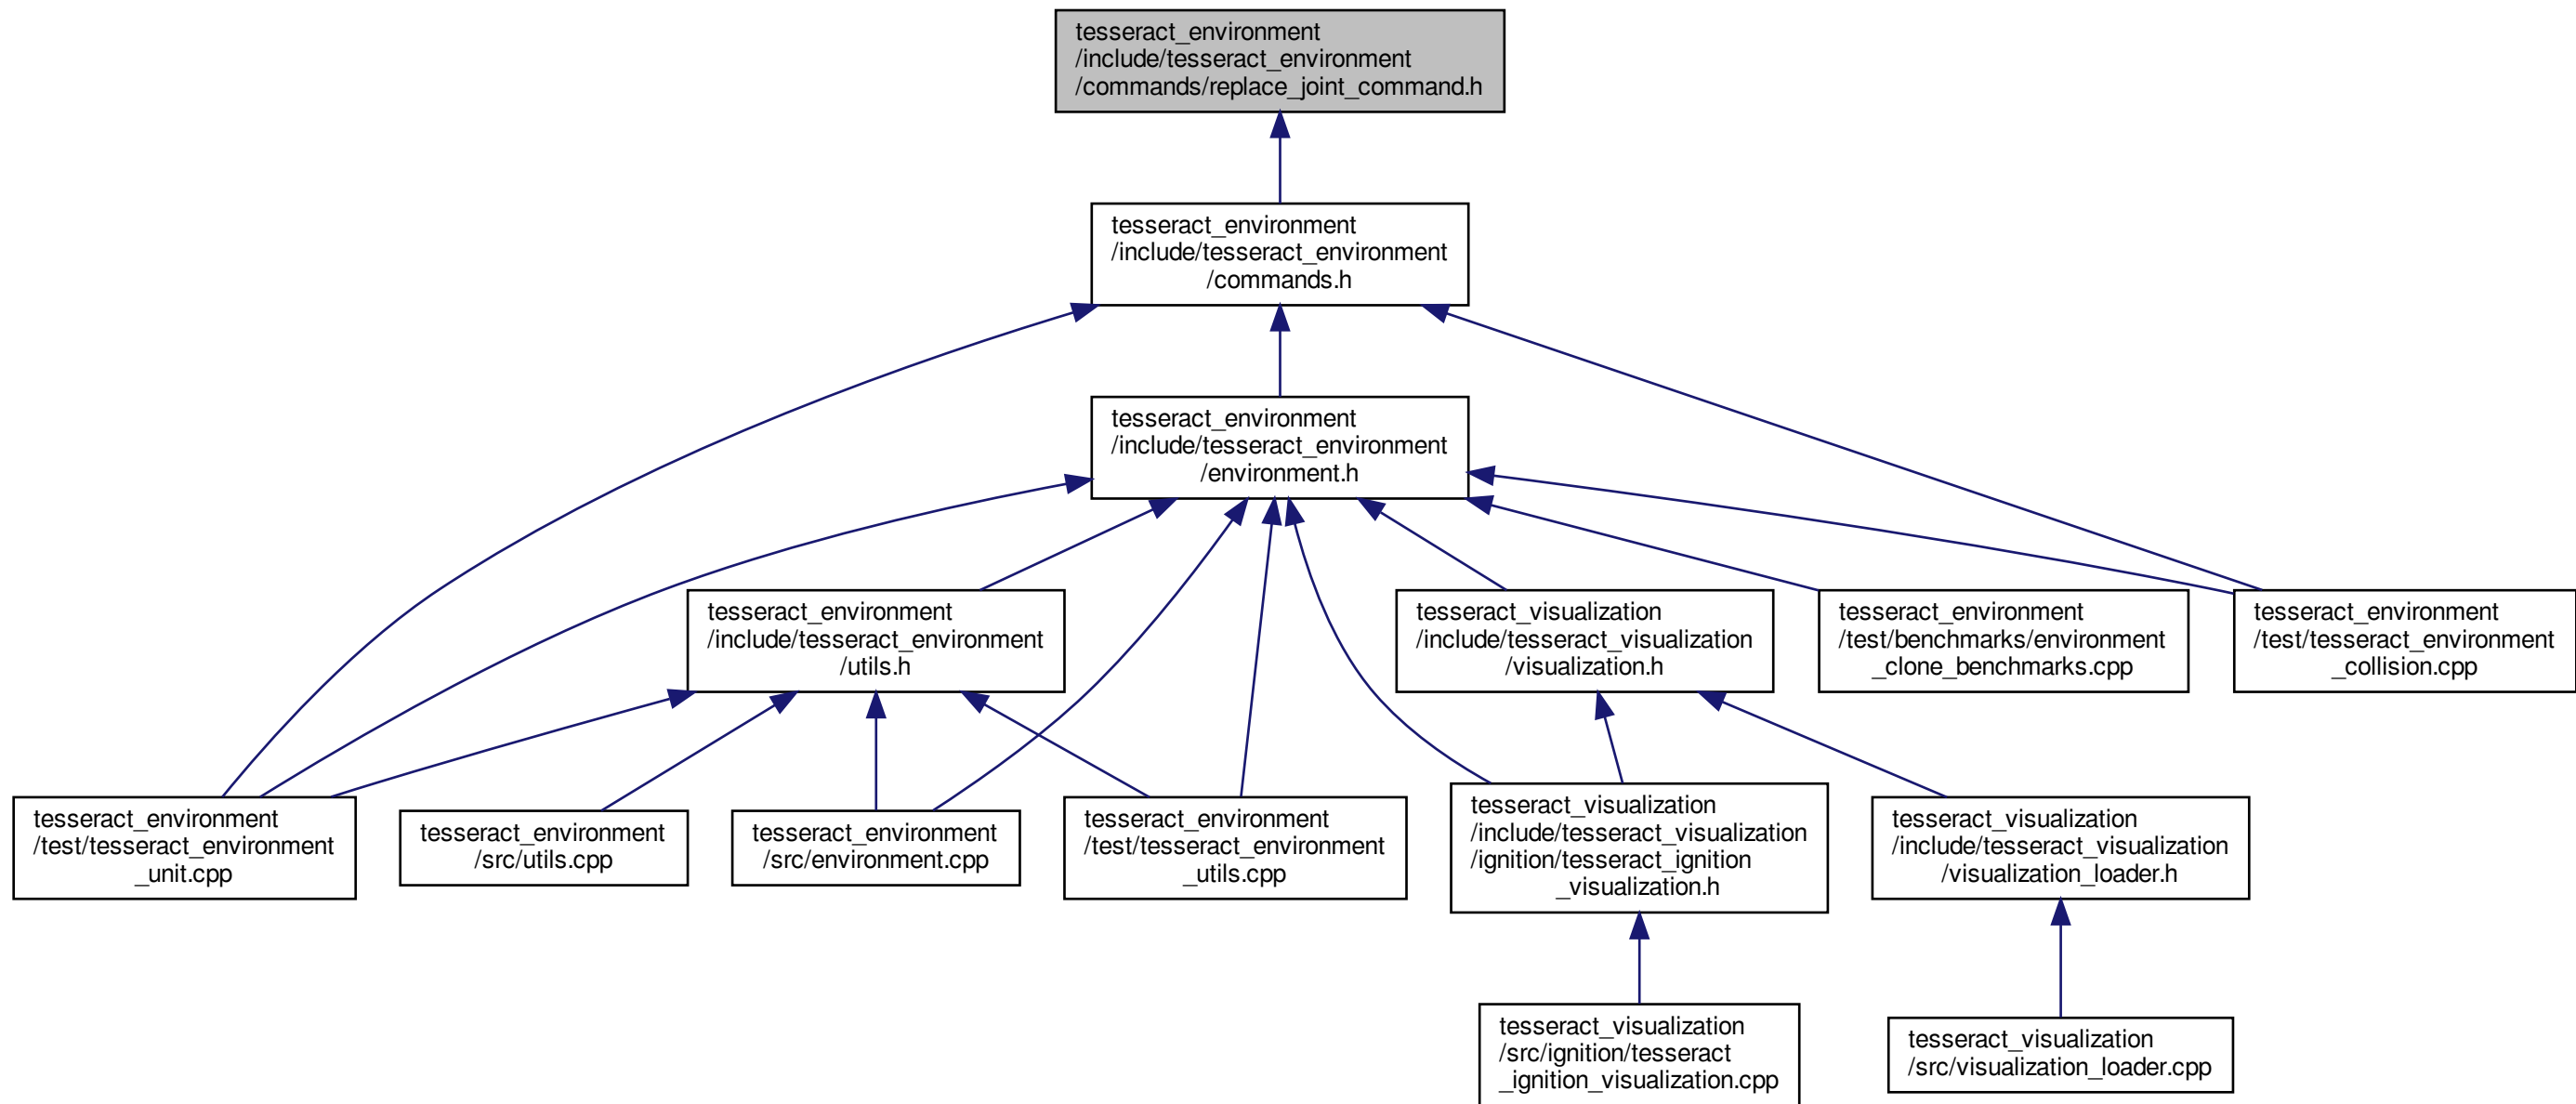 tesseract_environment
/include/tesseract_environment
/commands/replace_joint_command.h
tesseract_environment
/include/tesseract_environment
/commands.h
tesseract_environment
/include/tesseract_environment
/environment.h
tesseract_environment
/include/tesseract_environment
/utils.h
tesseract_visualization
/include/tesseract_visualization
/visualization.h
tesseract_environment
/test/benchmarks/environment
_clone_benchmarks.cpp
tesseract_environment
/test/tesseract_environment
_collision.cpp
tesseract_environment
/test/tesseract_environment
_unit.cpp
tesseract_environment
/src/utils.cpp
tesseract_environment
/src/environment.cpp
tesseract_environment
/test/tesseract_environment
_utils.cpp
tesseract_visualization
/include/tesseract_visualization
/ignition/tesseract_ignition
_visualization.h
tesseract_visualization
/include/tesseract_visualization
/visualization_loader.h
tesseract_visualization
/src/ignition/tesseract
_ignition_visualization.cpp
tesseract_visualization
/src/visualization_loader.cpp